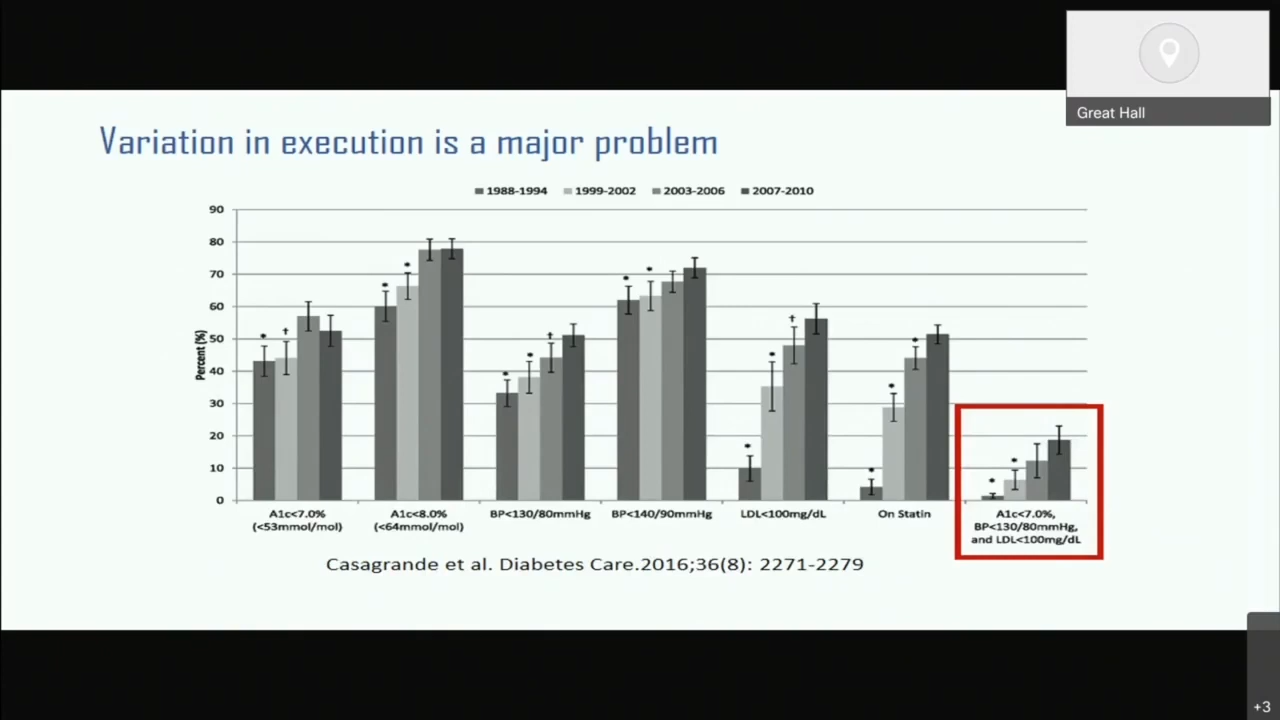 Great Hall
Variation in execution is a major problem
1988-1994 1999-2002 2003-2006 2007-2010
90
80
70
60
50
40
30
20
10
0
Percent (%)
* † * * * * † * * * * † * * * * *
A1c<7.0%
(<53mmol/mol)
A1c<8.0%
(<64mmol/mol)
BP<130/80mmHg
BP<140/90mmHg
LDL<100mg/dL
On Statin
A1c<7.0%,
BP<130/80mmHg,
and LDL<100mg/dL
Casagrande et al. Diabetes Care.2016;36(8): 2271-2279
+3